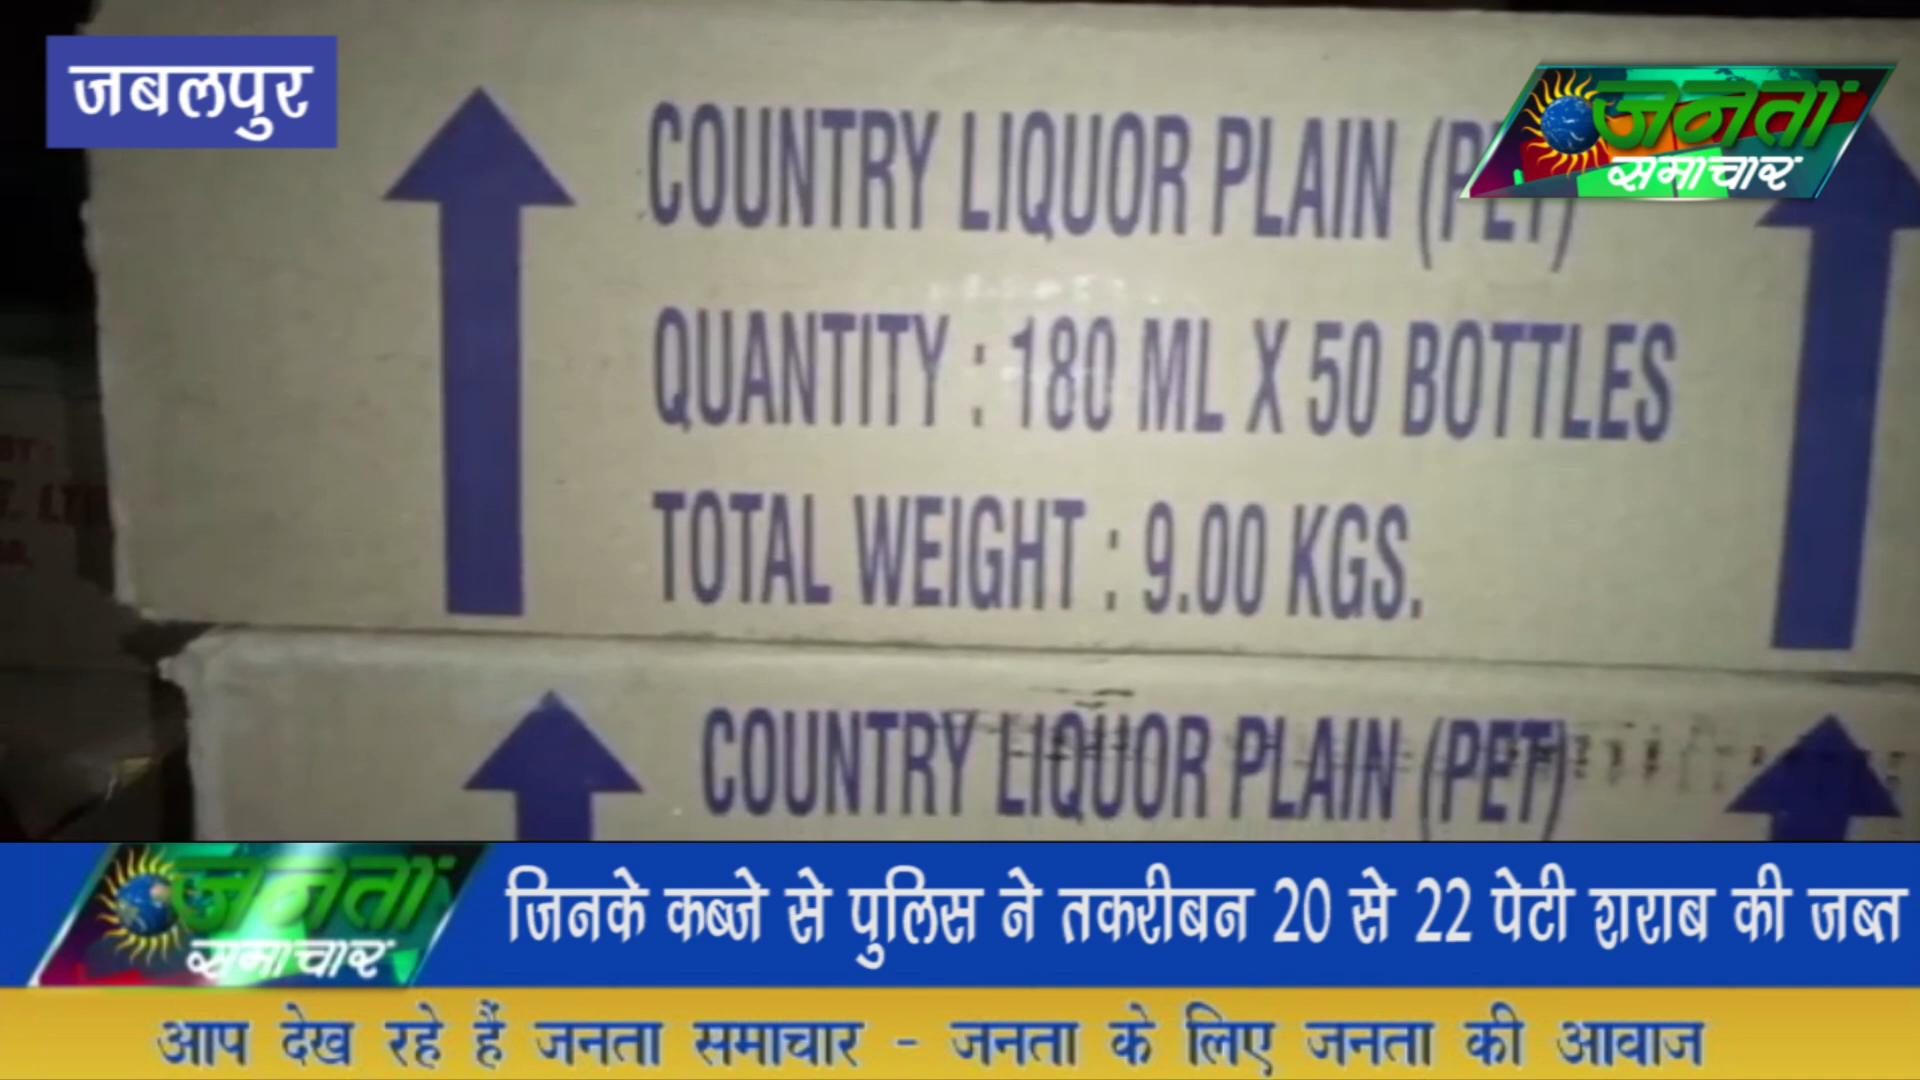 जबलपुर
जनता
समाचार
COUNTRY LIQUOR PLAIN (PET)
QUANTITY : 180 ML X 50 BOTTLES
TOTAL WEIGHT : 9.00 KGS.
COUNTRY LIQUOR PLAIN (PET)
जनता
समाचार
जिनके कब्जे से पुलिस ने तकरीबन 20 से 22 पेटी शराब की जब्त
आप देख रहे हैं जनता समाचार - जनता के लिए जनता की आवाज